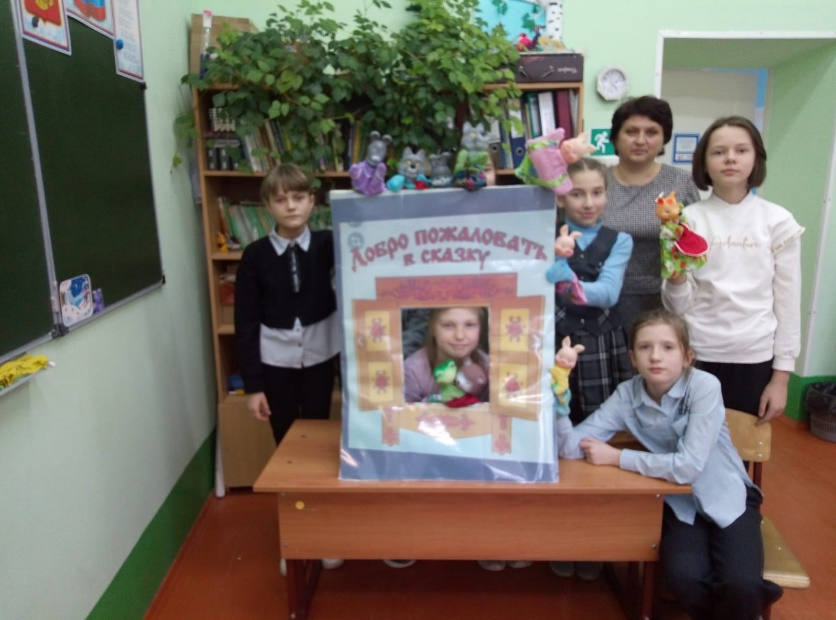 Добро пожаловать
в сказку